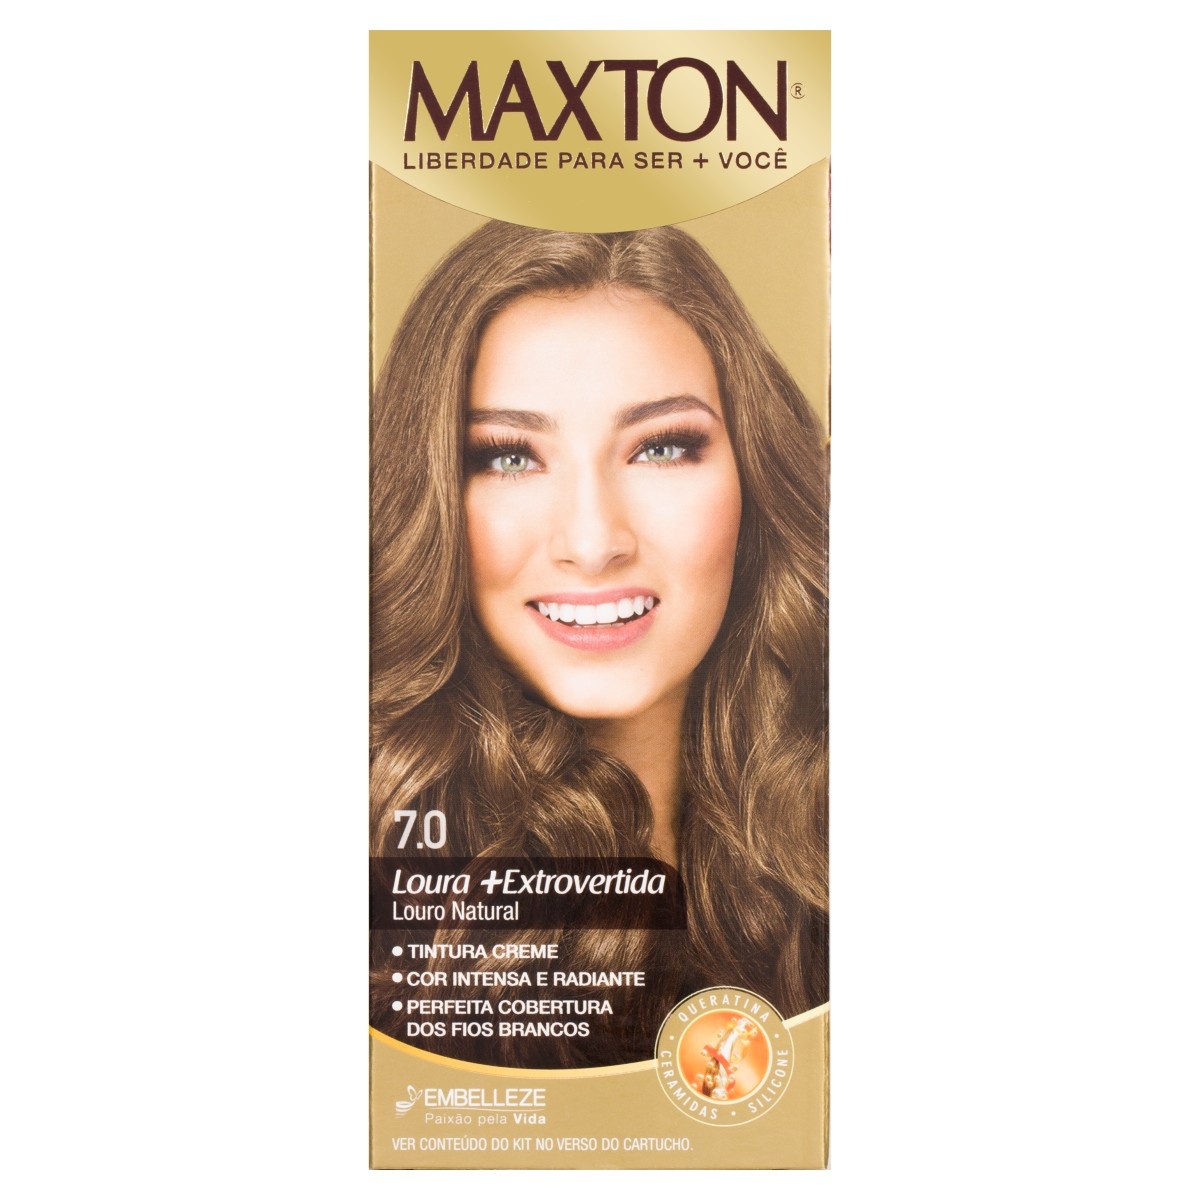 MAXTON®
LIBERDADE PARA SER + VOCÊ
7.0
Loura +Extrovertida
Louro Natural
• TINTURA CREME
• COR INTENSA E RADIANTE
• PERFEITA COBERTURA
DOS FIOS BRANCOS
QUERATINA • SILICONE • CERAMIDAS •
EMBELLEZE
Paixão pela Vida
VER CONTEÚDO DO KIT NO VERSO DO CARTUCHO.